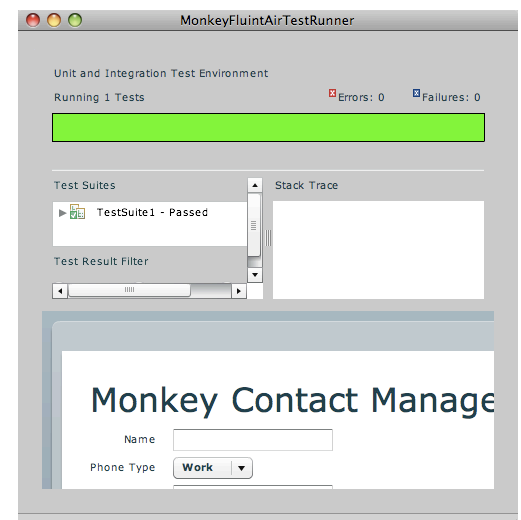 MonkeyFluintAirTestRunner
Unit and Integration Test Environment
Running 1 Tests
Errors: 0
Failures: 0
Test Suites
Stack Trace
TestSuite1 - Passed
Test Result Filter
Monkey Contact Manage
Name
Phone Type
Work